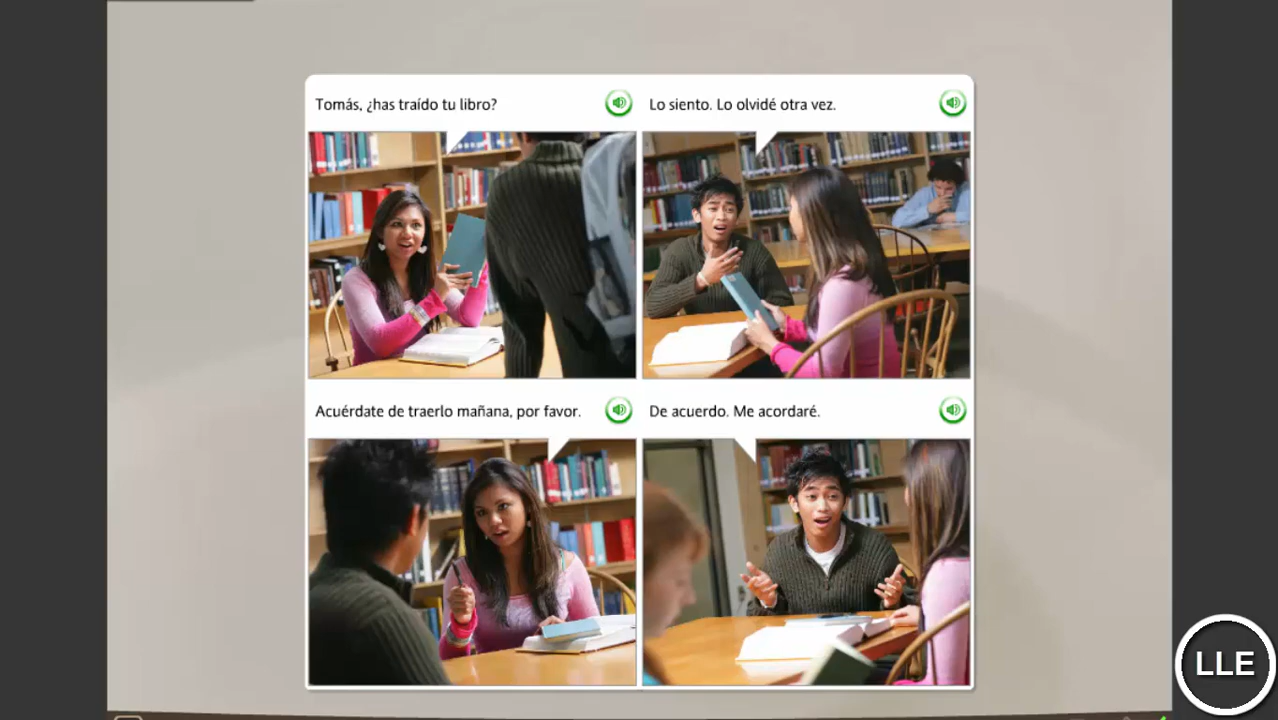 Tomás, ¿has traído tu libro?
Lo siento. Lo olvidé otra vez.
Acuérdate de traerlo mañana, por favor.
De acuerdo. Me acordaré.
LLE